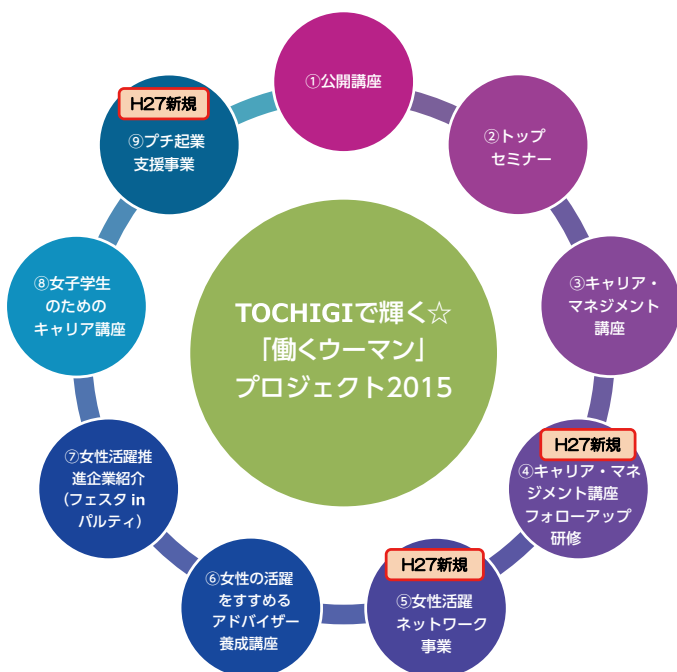 TOCHIGIで輝く☆
「働くウーマン」
プロジェクト2015
①公開講座
②トップ
セミナー
③キャリア・
マネジメント
講座
H27新規
④キャリア・マネ
ジメント講座
フォローアップ
研修
H27新規
⑤女性活躍
ネットワーク
事業
⑥女性の活躍
をすすめる
アドバイザー
養成講座
⑦女性活躍推
進企業紹介
(フェスタ in
パルティ)
⑧女子学生
のための
キャリア講座
H27新規
⑨プチ起業
支援事業